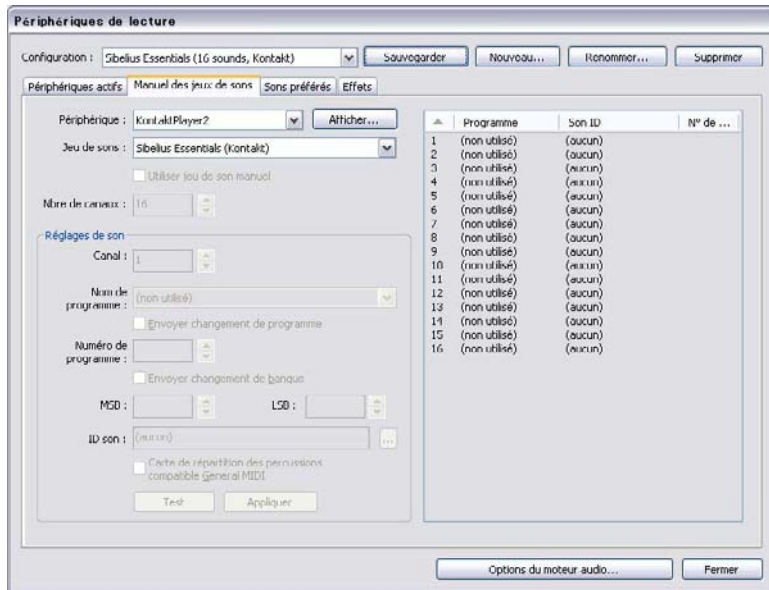 Périphériques de lecture
Configuration : Sibelius Essentials (16 sounds, Kontakt) Sauvegarder Nouveau... Renommer... Supprimer
Périphériques actifs Manuel des jeux de sons Sons préférés Effets
Périphérique : KontaktPlayer2 Afficher...
Jeu de sons : Sibelius Essentials (Kontakt)
Utiliser jeu de son manuel
Nbre de canaux : 16
Réglages de son
Canal : 1
Nom de programme : (non utilisé)
Envoyer changement de programme
Numéro de programme :
Envoyer changement de banque
MSB : LSB :
ID son : (aucun) ...
Carte de répartition des percussions
compatible General MIDI
Test Appliquer
Programme Son ID N° de ...
1 (non utilisé) (aucun)
2 (non utilisé) (aucun)
3 (non utilisé) (aucun)
4 (non utilisé) (aucun)
5 (non utilisé) (aucun)
6 (non utilisé) (aucun)
7 (non utilisé) (aucun)
8 (non utilisé) (aucun)
9 (non utilisé) (aucun)
10 (non utilisé) (aucun)
11 (non utilisé) (aucun)
12 (non utilisé) (aucun)
13 (non utilisé) (aucun)
14 (non utilisé) (aucun)
15 (non utilisé) (aucun)
16 (non utilisé) (aucun)
Options du moteur audio... Fermer